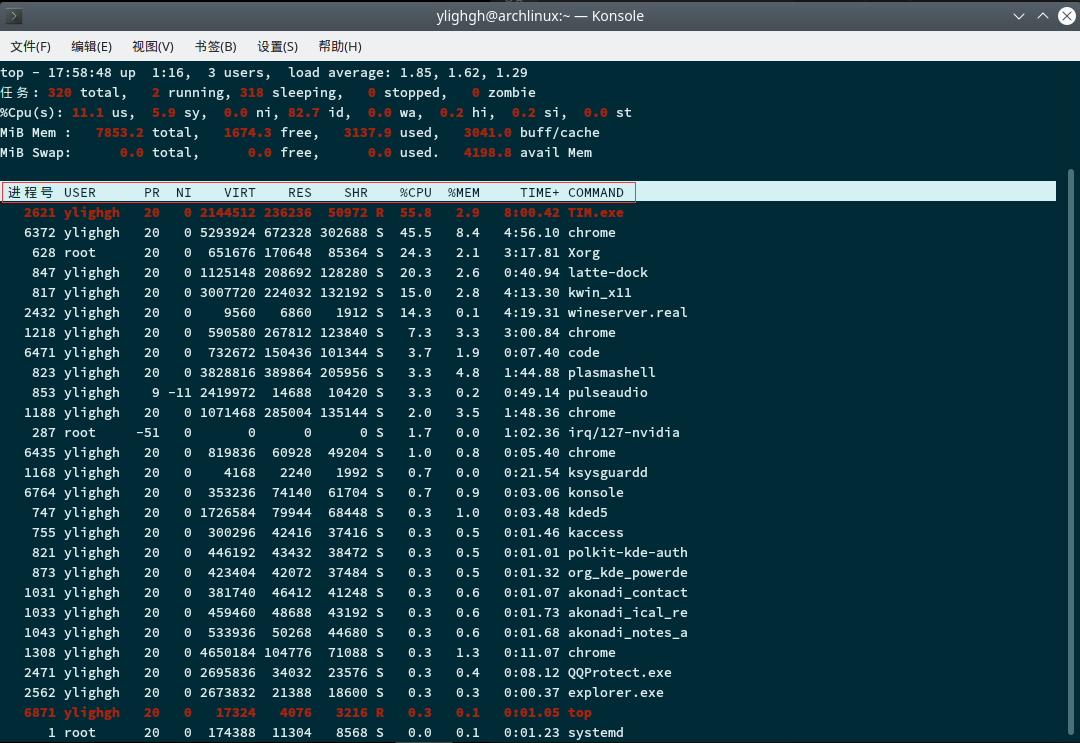 ylighgh@archlinux:~ — Konsole
文件(F) 编辑(E) 视图(V) 书签(B) 设置(S) 帮助(H)
top - 17:58:48 up  1:16,  3 users,  load average: 1.85, 1.62, 1.29
任务: 320 total,   2 running, 318 sleeping,   0 stopped,   0 zombie
%Cpu(s): 11.1 us,  5.9 sy,  0.0 ni, 82.7 id,  0.0 wa,  0.2 hi,  0.2 si,  0.0 st
MiB Mem :   7853.2 total,   1674.3 free,   3137.9 used,   3041.0 buff/cache
MiB Swap:      0.0 total,      0.0 free,      0.0 used.   4198.8 avail Mem
进程号 USER      PR  NI    VIRT    RES    SHR    %CPU  %MEM     TIME+ COMMAND
2621 ylighgh   20   0 2144512 236236  50972 R  55.8   2.9   8:00.42 TIM.exe
6372 ylighgh   20   0 5293924 672328 302688 S  45.5   8.4   4:56.10 chrome
628 root      20   0  651676 170648  85364 S  24.3   2.1   3:17.81 Xorg
847 ylighgh   20   0 1125148 208692 128280 S  20.3   2.6   0:40.94 latte-dock
817 ylighgh   20   0 3007720 224032 132192 S  15.0   2.8   4:13.30 kwin_x11
2432 ylighgh   20   0    9560   6860   1912 S  14.3   0.1   4:19.31 wineserver.real
1218 ylighgh   20   0  590580 267812 123840 S   7.3   3.3   3:00.84 chrome
6471 ylighgh   20   0  732672 150436 101344 S   3.7   1.9   0:07.40 code
823 ylighgh   20   0 3828816 389864 205956 S   3.3   4.8   1:44.88 plasmashell
853 ylighgh    9 -11 2419972  14688  10420 S   3.3   0.2   0:49.14 pulseaudio
1188 ylighgh   20   0 1071468 285004 135144 S   2.0   3.5   1:48.36 chrome
287 root     -51   0       0      0      0 S   1.7   0.0   1:02.36 irq/127-nvidia
6435 ylighgh   20   0  819836  60928  49204 S   1.0   0.8   0:05.40 chrome
1168 ylighgh   20   0    4168   2240   1992 S   0.7   0.0   0:21.54 ksysguardd
6764 ylighgh   20   0  353236  74140  61704 S   0.7   0.9   0:03.06 konsole
747 ylighgh   20   0 1726584  79944  68448 S   0.3   1.0   0:03.48 kded5
755 ylighgh   20   0  300296  42416  37416 S   0.3   0.5   0:01.46 kaccess
821 ylighgh   20   0  446192  43432  38472 S   0.3   0.5   0:01.01 polkit-kde-auth
873 ylighgh   20   0  423404  42072  37484 S   0.3   0.5   0:01.32 org_kde_powerde
1031 ylighgh   20   0  381740  46412  41248 S   0.3   0.6   0:01.07 akonadi_contact
1033 ylighgh   20   0  459460  48688  43192 S   0.3   0.6   0:01.73 akonadi_ical_re
1043 ylighgh   20   0  533936  50268  44680 S   0.3   0.6   0:01.68 akonadi_notes_a
1308 ylighgh   20   0 4650184 104776  71088 S   0.3   1.3   0:11.07 chrome
2471 ylighgh   20   0 2695836  34032  23576 S   0.3   0.4   0:08.12 QQProtect.exe
2562 ylighgh   20   0 2673832  21388  18600 S   0.3   0.3   0:00.37 explorer.exe
6871 ylighgh   20   0   17324   4076   3216 R   0.3   0.1   0:01.05 top
1 root      20   0  174388  11304   8568 S   0.0   0.1   0:01.23 systemd